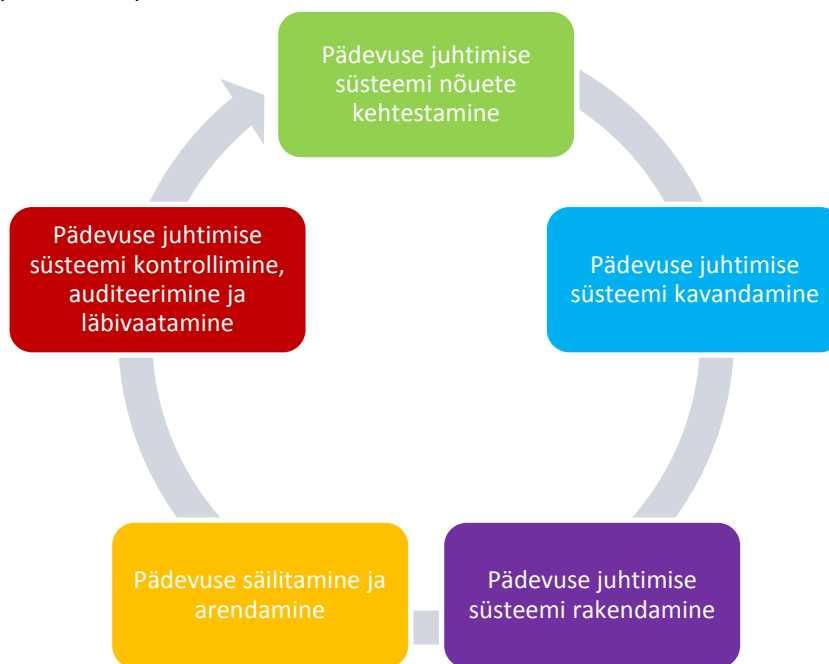 Pädevuse juhtimise
süsteemi nõuete
kehtestamine
Pädevuse juhtimise
süsteemi kavandamine
Pädevuse juhtimise
süsteemi rakendamine
Pädevuse säilitamine ja
arendamine
Pädevuse juhtimise
süsteemi kontrollimine,
auditeerimine ja
läbivaatamine